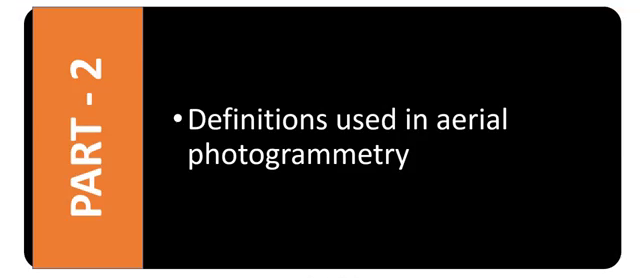 PART - 2
•Definitions used in aerial
photogrammetry